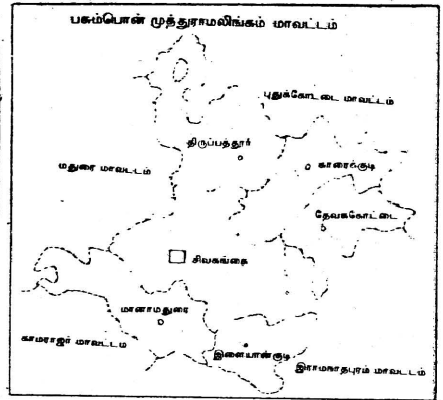 பசும்பொன் முத்துராமலிங்கம் மாவட்டம்
புதுக்கோட்டை மாவட்டம்
திருப்பத்தூர்
மதுரை மாவட்டம்
காரைக்குடி
தேவகோட்டை
சிவகங்கை
மானாமதுரை
காமராஜர் மாவட்டம்
இளையான்குடி
இராமநாதபுரம் மாவட்டம்